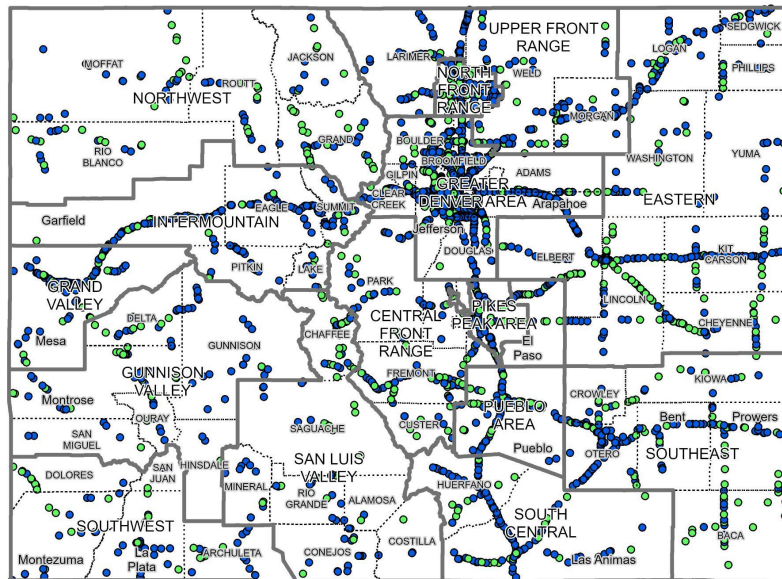 UPPER FRONT
RANGE
SEDGWICK
LOGAN
JACKSON
LARIMER
MOFFAT
PHILLIPS
WELD
NORTH
FRONT
RANGE
ROUTT
NORTHWEST
MORGAN
GRAND
BOULDER
RIO
BLANCO
BROOMFIELD
WASHINGTON
YUMA
GILPIN
ADAMS
GREATER
DENVER AREA
CLEAR
CREEK
EASTERN
Arapahoe
EAGLE
SUMMIT
Garfield
INTERMOUNTAIN
Jefferson
DOUGLAS
ELBERT
KIT
CARSON
PITKIN
LAKE
PARK
GRAND
VALLEY
LINCOLN
PIKES
PEAK AREA
CENTRAL
FRONT
RANGE
DELTA
CHEYENNE
CHAFFEE
El
Paso
Mesa
GUNNISON
GUNNISON
VALLEY
FREMONT
KIOWA
CROWLEY
Montrose
PUEBLO
AREA
OURAY
Bent
Prowers
CUSTER
SAGUACHE
SAN
MIGUEL
Pueblo
OTERO
SOUTHEAST
SAN LUIS
VALLEY
HINSDALE
SAN
JUAN
DOLORES
MINERAL
HUERFANO
RIO
GRANDE
ALAMOSA
SOUTH
CENTRAL
SOUTHWEST
BACA
COSTILLA
La
Plata
ARCHULETA
CONEJOS
Montezuma
Las Animas